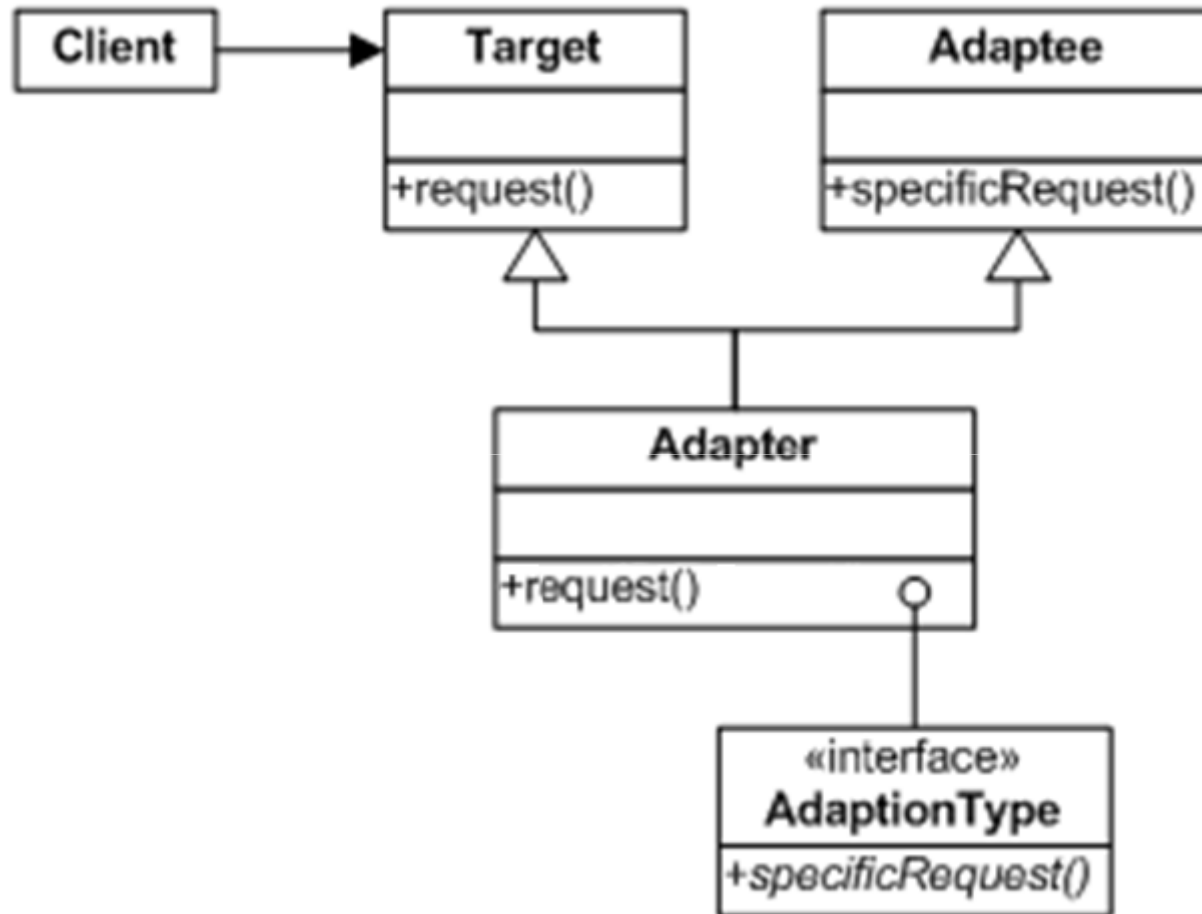 Client
Target
Adaptee
+request()
+specificRequest()
Adapter
+request()
«interface»
AdaptionType
+specificRequest()